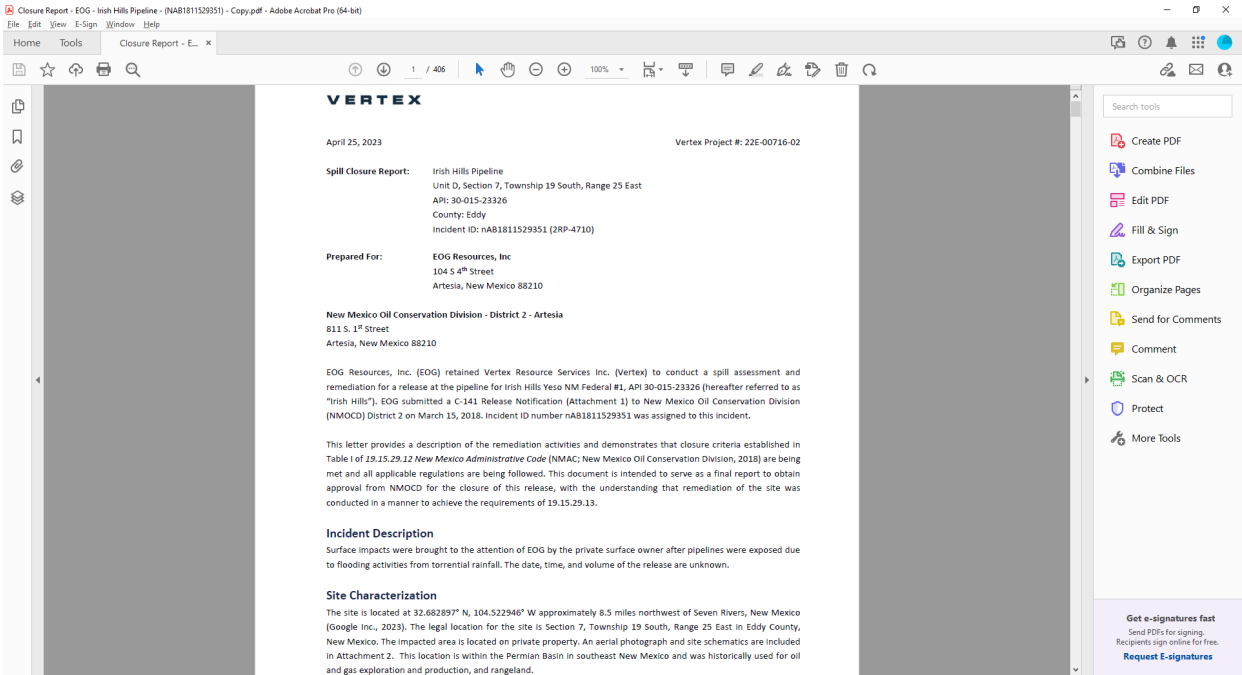 Closure Report - EOG - Irish Hills Pipeline - (NAB1811529351) - Copy.pdf - Adobe Acrobat Pro (64-bit)
File Edit View E-Sign Window Help
Home Tools Closure Report - E... ×
1 / 406 100%
VERTEX
April 25, 2023 Vertex Project #: 22E-00716-02
Spill Closure Report: Irish Hills Pipeline
Unit D, Section 7, Township 19 South, Range 25 East
API: 30-015-23326
County: Eddy
Incident ID: nAB1811529351 (2RP-4710)
Prepared For: EOG Resources, Inc
104 S 4th Street
Artesia, New Mexico 88210
New Mexico Oil Conservation Division - District 2 - Artesia
811 S. 1st Street
Artesia, New Mexico 88210
EOG Resources, Inc. (EOG) retained Vertex Resource Services Inc. (Vertex) to conduct a spill assessment and
remediation for a release at the pipeline for Irish Hills Yeso NM Federal #1, API 30-015-23326 (hereafter referred to as
"Irish Hills"). EOG submitted a C-141 Release Notification (Attachment 1) to New Mexico Oil Conservation Division
(NMOCD) District 2 on March 15, 2018. Incident ID number nAB1811529351 was assigned to this incident.
This letter provides a description of the remediation activities and demonstrates that closure criteria established in
Table I of 19.15.29.12 New Mexico Administrative Code (NMAC; New Mexico Oil Conservation Division, 2018) are being
met and all applicable regulations are being followed. This document is intended to serve as a final report to obtain
approval from NMOCD for the closure of this release, with the understanding that remediation of the site was
conducted in a manner to achieve the requirements of 19.15.29.13.
Incident Description
Surface impacts were brought to the attention of EOG by the private surface owner after pipelines were exposed due
to flooding activities from torrential rainfall. The date, time, and volume of the release are unknown.
Site Characterization
The site is located at 32.682897° N, 104.522946° W approximately 8.5 miles northwest of Seven Rivers, New Mexico
(Google Inc., 2023). The legal location for the site is Section 7, Township 19 South, Range 25 East in Eddy County,
New Mexico. The impacted area is located on private property. An aerial photograph and site schematics are included
in Attachment 2. This location is within the Permian Basin in southeast New Mexico and was historically used for oil
and gas exploration and production, and rangeland.
Search tools
Create PDF
Combine Files
Edit PDF
Fill & Sign
Export PDF
Organize Pages
Send for Comments
Comment
Scan & OCR
Protect
More Tools
Get e-signatures fast
Send PDFs for signing.
Recipients sign online for free.
Request E-signatures